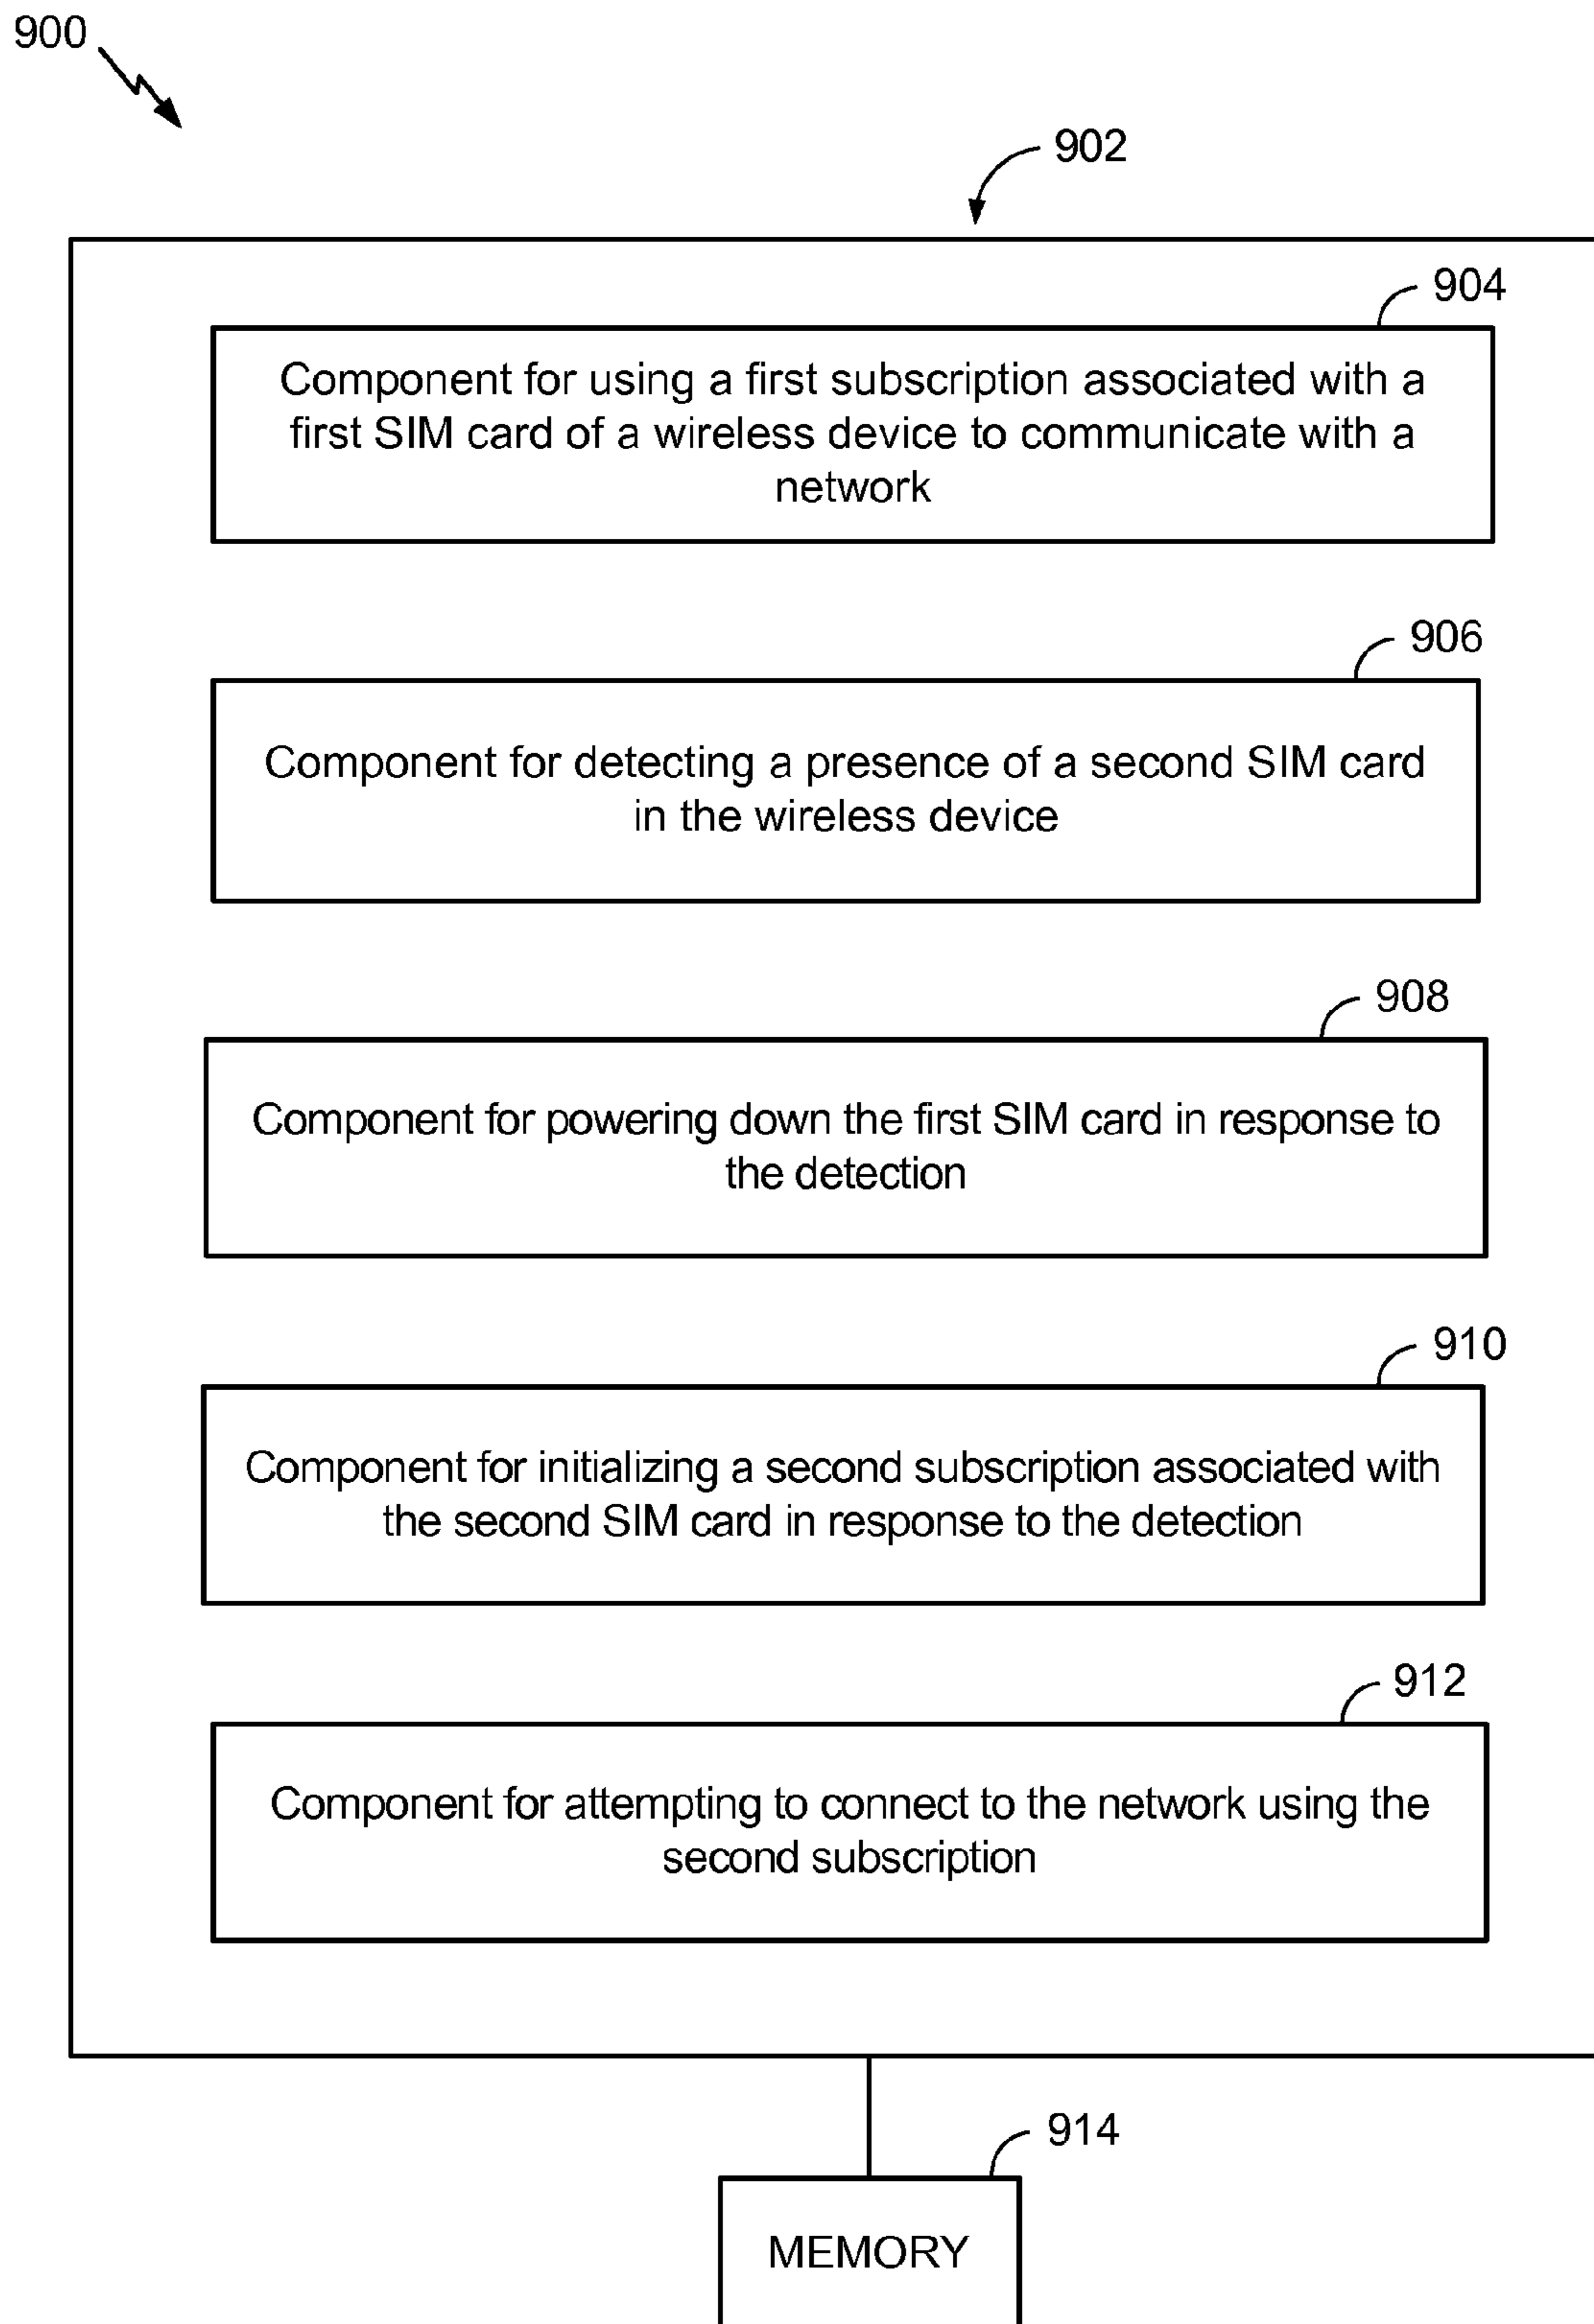 900
902
904
Component for using a first subscription associated with a
first SIM card of a wireless device to communicate with a
network
906
Component for detecting a presence of a second SIM card
in the wireless device
908
Component for powering down the first SIM card in response to
the detection
910
Component for initializing a second subscription associated with
the second SIM card in response to the detection
912
Component for attempting to connect to the network using the
second subscription
914
MEMORY